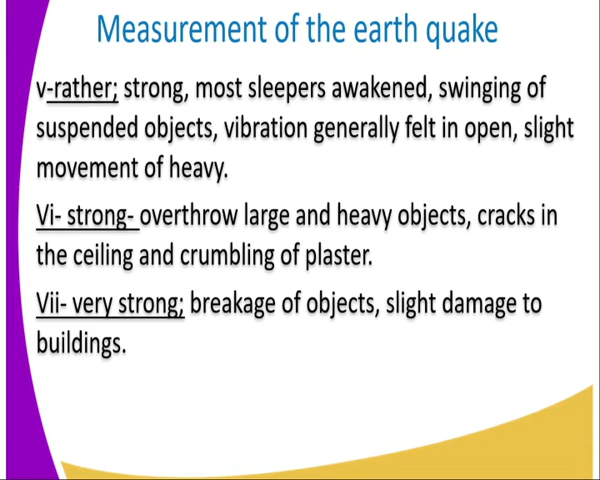 Measurement of the earth quake
v-rather; strong, most sleepers awakened, swinging of
suspended objects, vibration generally felt in open, slight
movement of heavy.
Vi- strong- overthrow large and heavy objects, cracks in
the ceiling and crumbling of plaster.
Vii- very strong; breakage of objects, slight damage to
buildings.